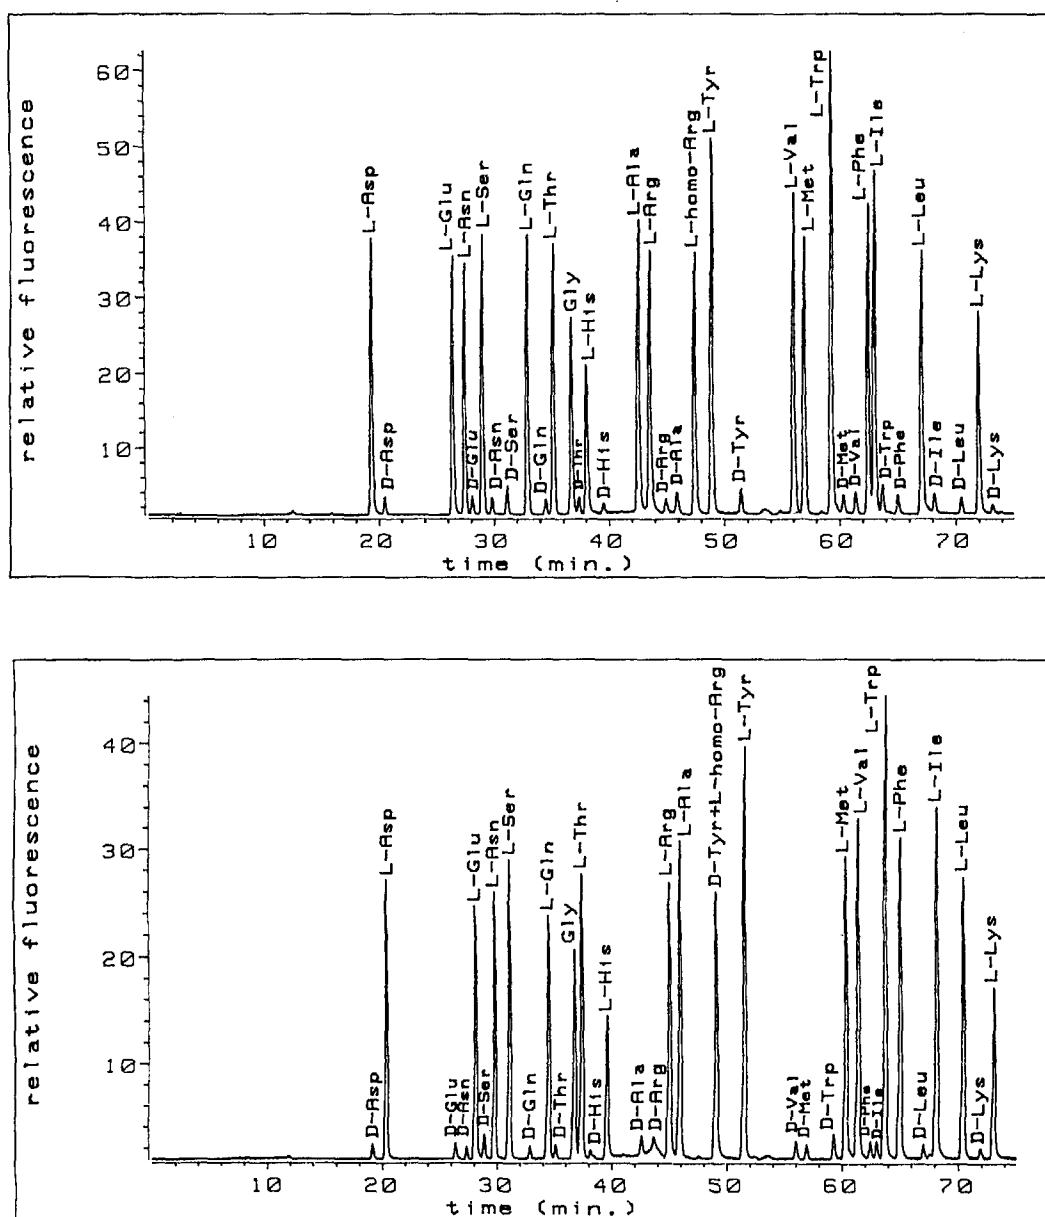 relative fluorescence
60
50
40
30
20
10
L-Asp
D-Asp
L-Glu
L-Asn
D-Glu
L-Ser
D-Asn
D-Ser
L-Gln
D-Gln
L-Thr
Gly
D-Thr
L-His
D-His
L-Ala
L-Arg
D-Arg
D-Ala
L-homo-Arg
L-Tyr
D-Tyr
L-Val
L-Met
L-Trp
D-Met
D-Val
L-Phe
L-Ile
D-Trp
D-Phe
L-Leu
D-Ile
D-Leu
L-Lys
D-Lys
10 20 30 40 50 60 70
time (min.)
relative fluorescence
40
30
20
10
D-Asp
L-Asp
D-Glu
D-Asn
L-Glu
D-Ser
L-Asn
L-Ser
D-Gln
L-Gln
D-Thr
Gly
L-Thr
D-His
L-His
D-Ala
D-Arg
L-Arg
L-Ala
D-Tyr+L-homo-Arg
L-Tyr
D-Val
D-Met
D-Trp
L-Met
L-Val
D-Phe
D-Ile
L-Trp
L-Phe
D-Leu
L-Ile
L-Leu
D-Lys
L-Lys
10 20 30 40 50 60 70
time (min.)